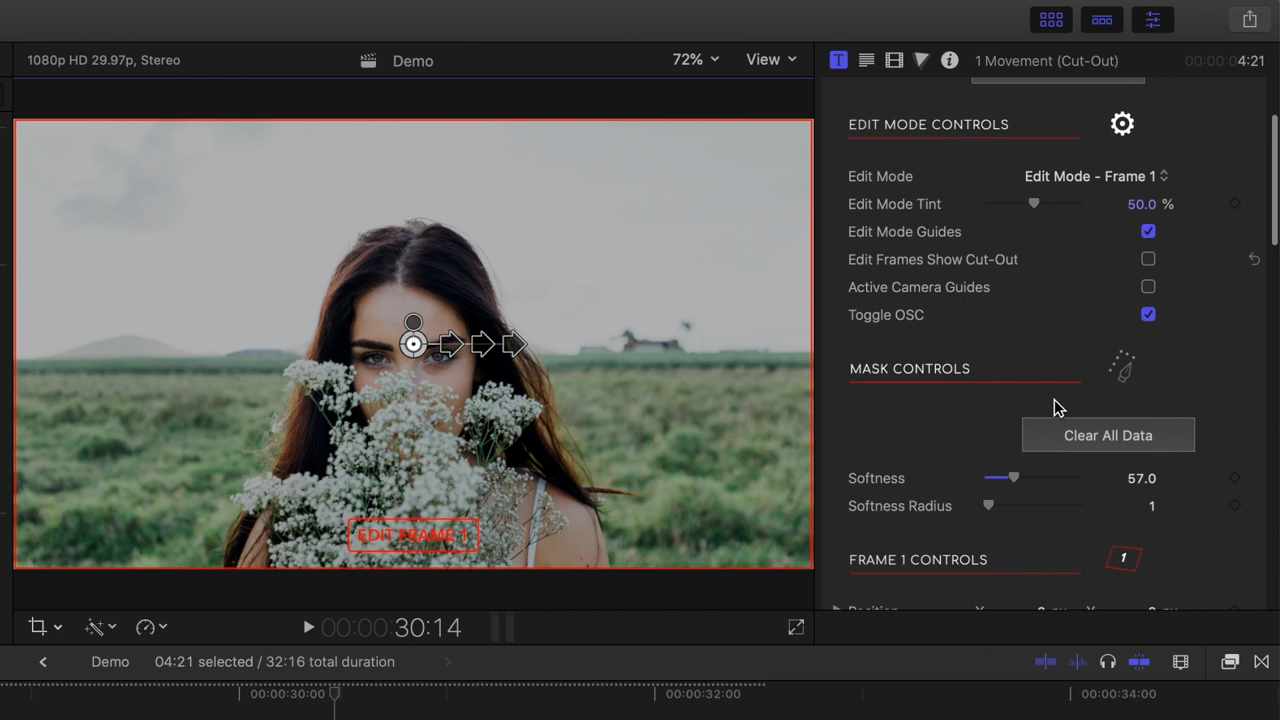 1080p HD 29.97p, Stereo
Demo
72%
View
T
1 Movement (Cut-Out)
00:00:04:21
EDIT MODE CONTROLS
Edit Mode
Edit Mode - Frame 1
Edit Mode Tint
50.0 %
Edit Mode Guides
Edit Frames Show Cut-Out
Active Camera Guides
Toggle OSC
MASK CONTROLS
Clear All Data
Softness
57.0
Softness Radius
1
FRAME 1 CONTROLS
1
EDIT FRAME 1
00:00:30:14
Demo
04:21 selected / 32:16 total duration
00:00:30:00
00:00:32:00
00:00:34:00